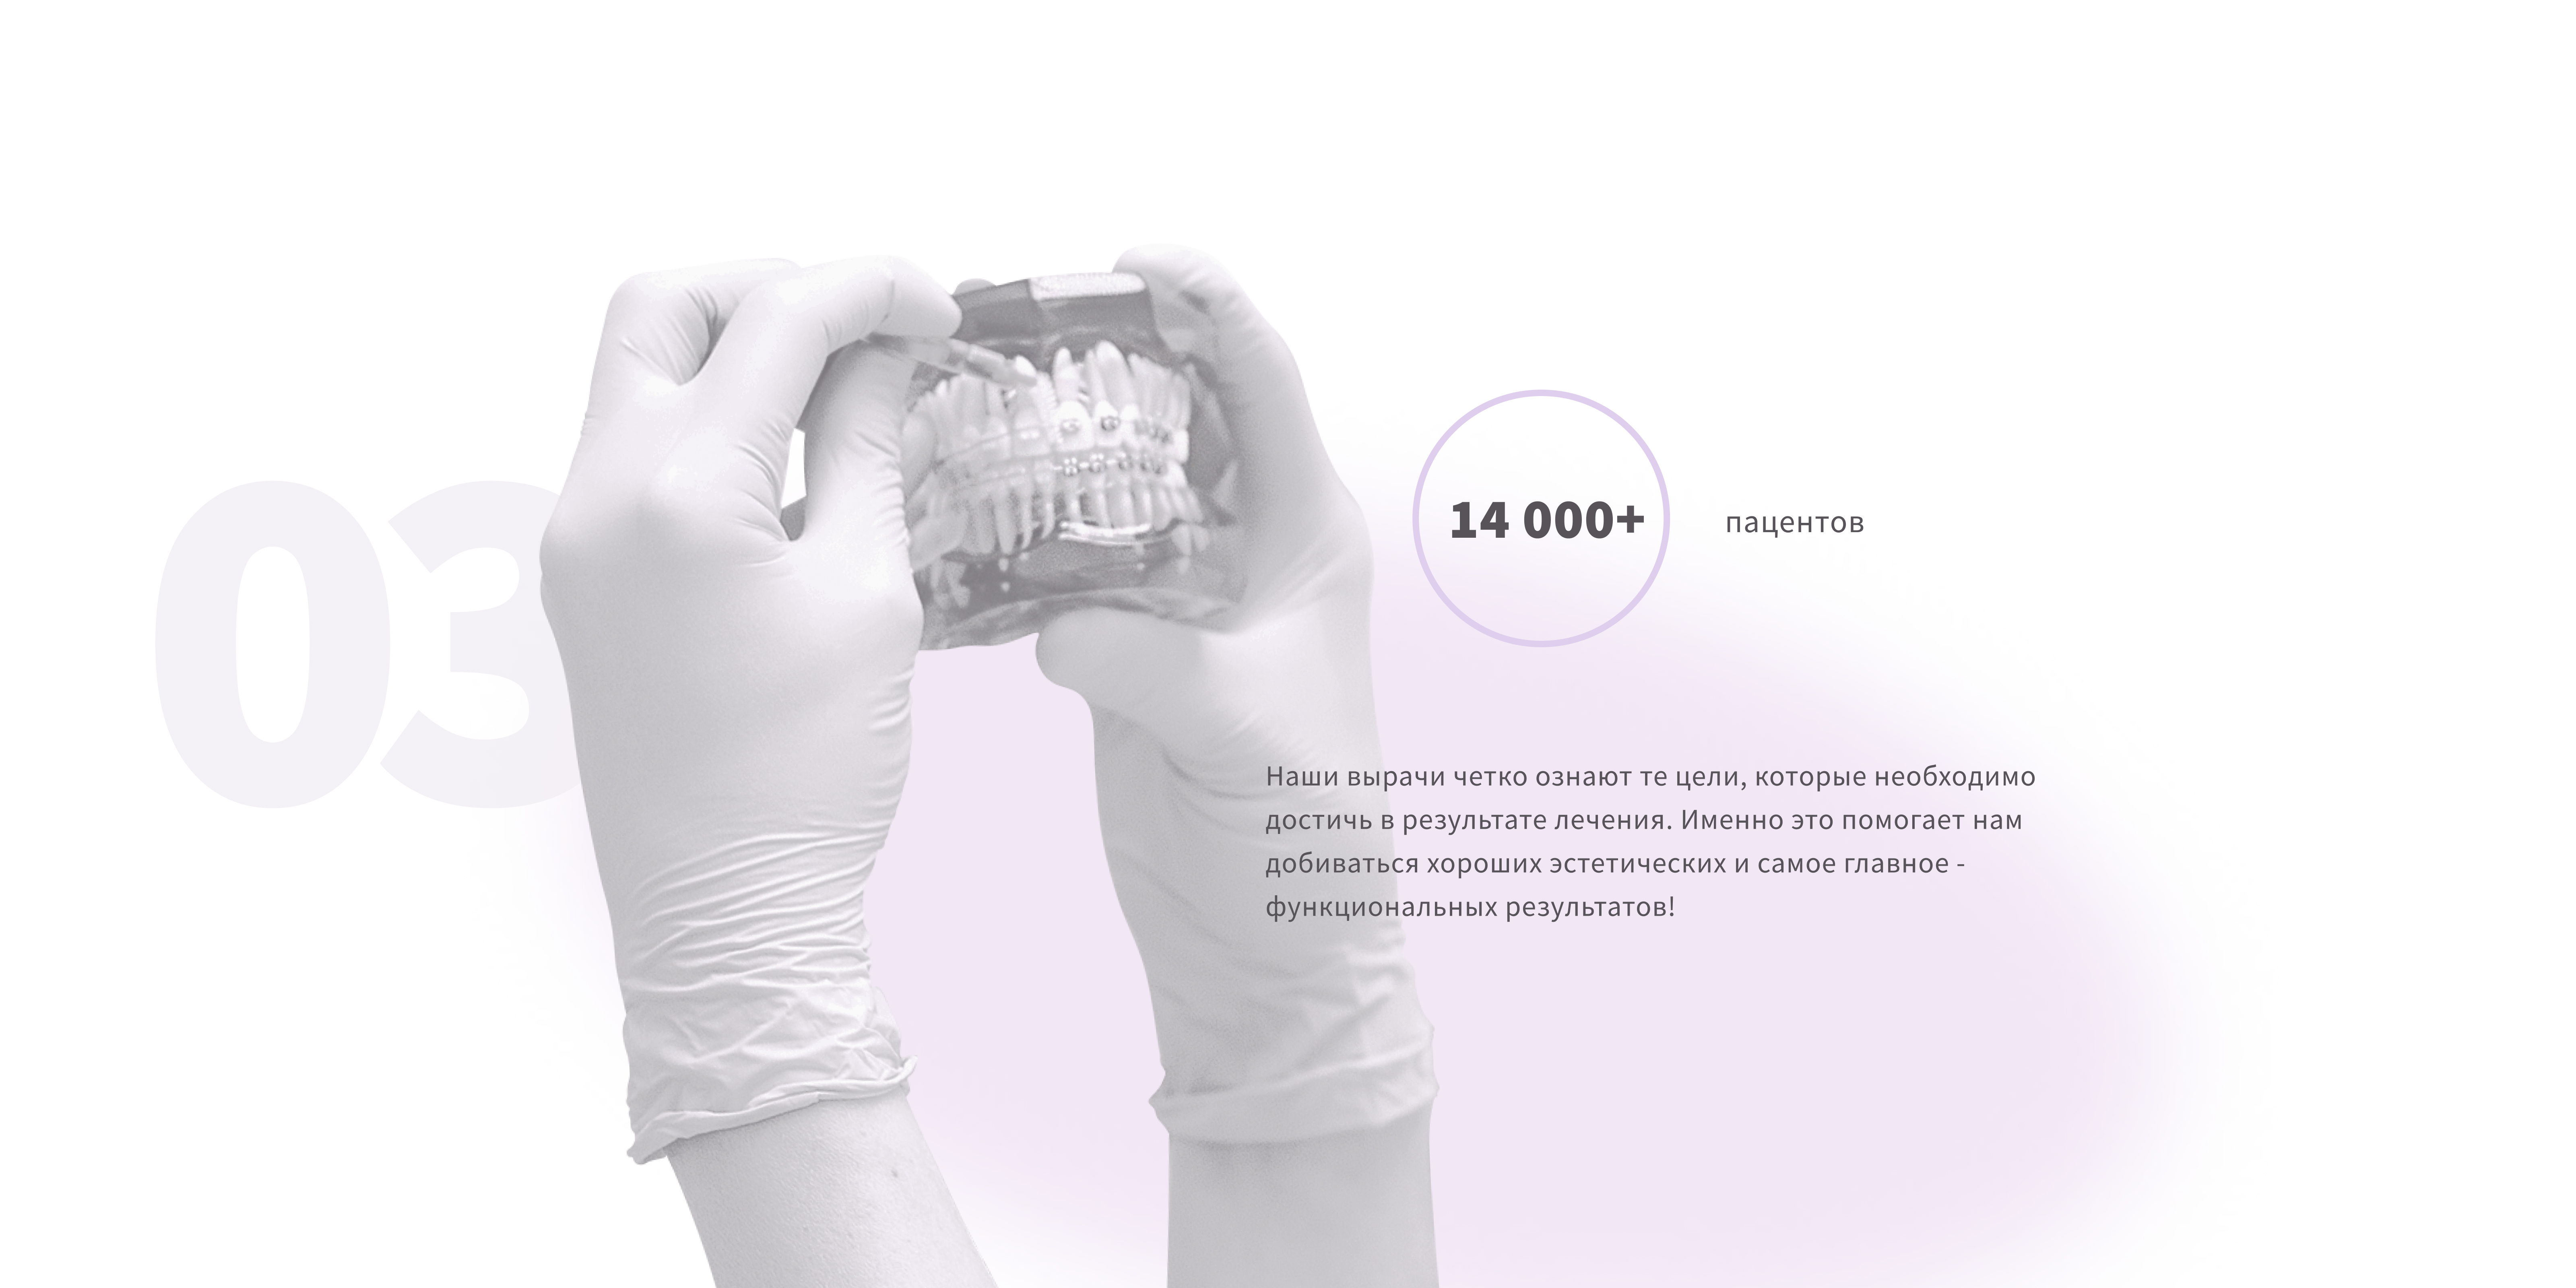 03
14 000+
пацентов
Наши вырачи четко ознают те цели, которые необходимо
достичь в результате лечения. Именно это помогает нам
добиваться хороших эстетических и самое главное -
функциональных результатов!